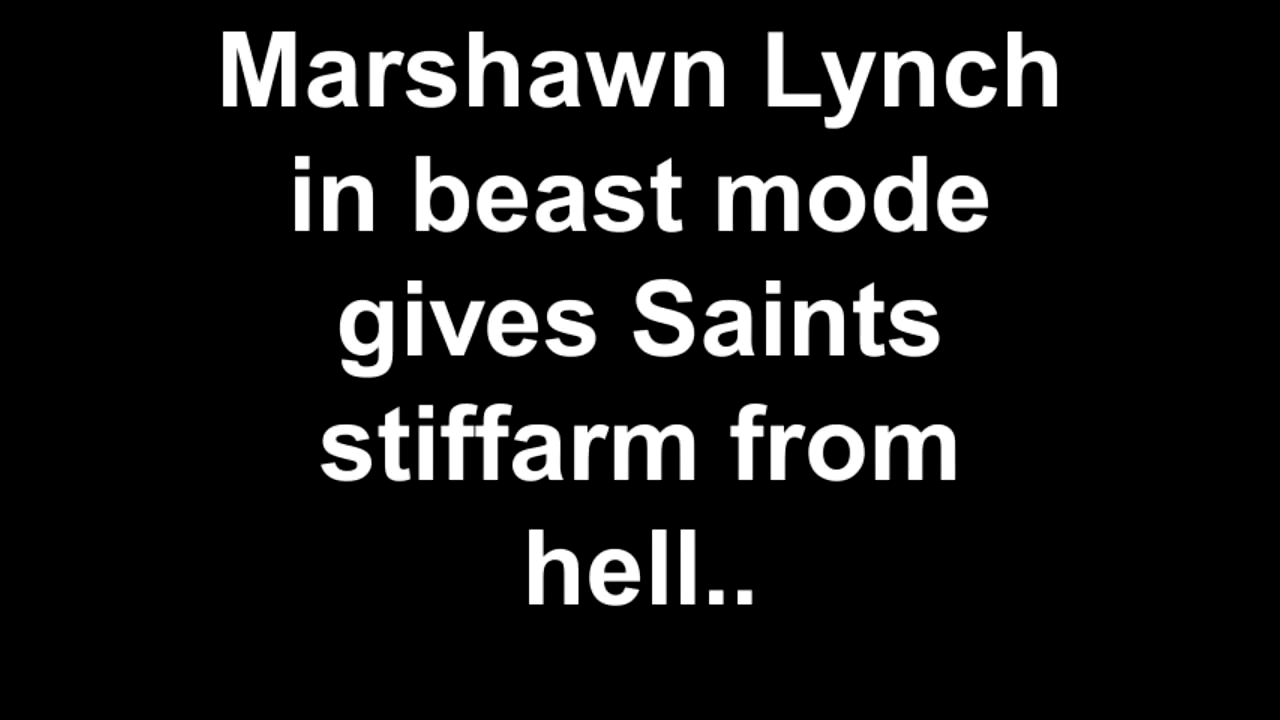 Marshawn Lynch
in beast mode
gives Saints
stiffarm from
hell..